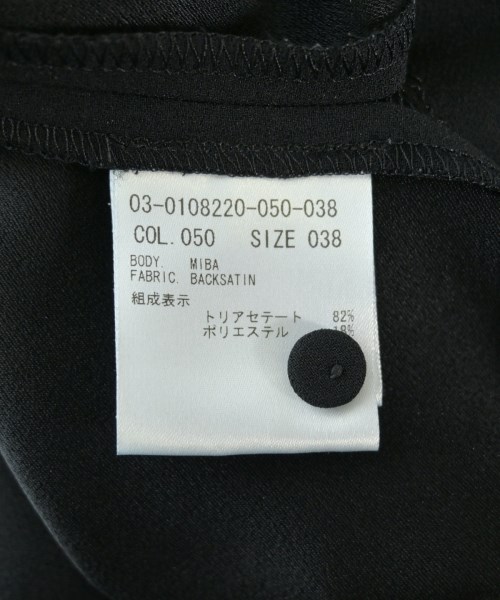 03-0108220-050-038
COL.050 SIZE 038
BODY. MIBA
FABRIC. BACKSATIN
組成表示
トリアセテート 82%
ポリエステル 18%